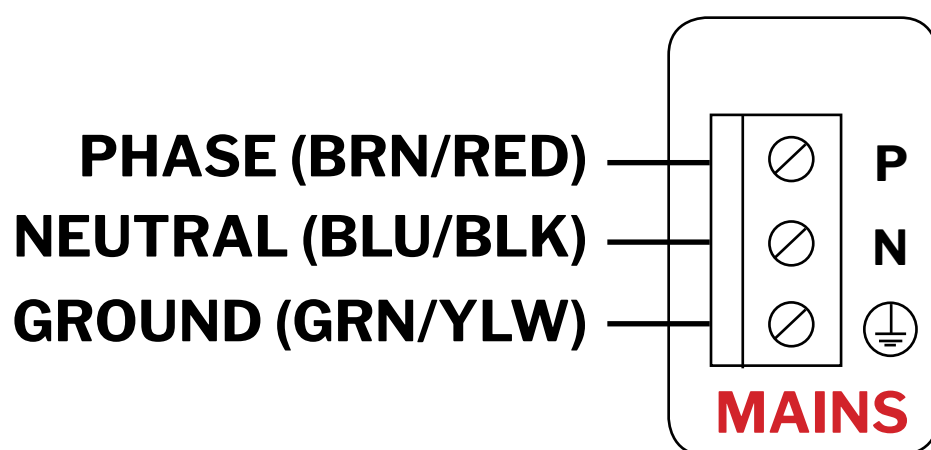 PHASE (BRN/RED) P
NEUTRAL (BLU/BLK) N
GROUND (GRN/YLW)
MAINS